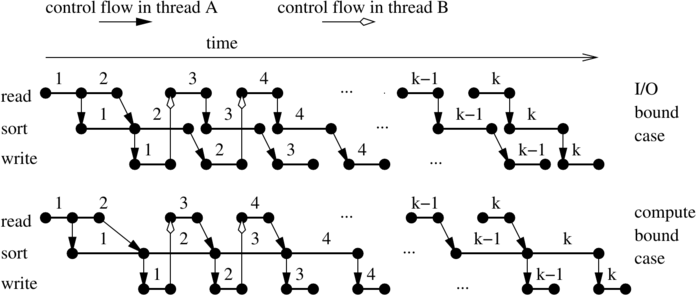 control flow in thread A control flow in thread B
time
1 2 3 4 k−1 k
read ... I/O
1 2 3 4 k−1 k bound
sort ... case
1 2 3 4 k−1 k
write ...
1 2 3 4 k−1 k
read ... compute
1 2 3 4 k−1 k bound
sort ... case
1 2 3 4 k−1 k
write ...